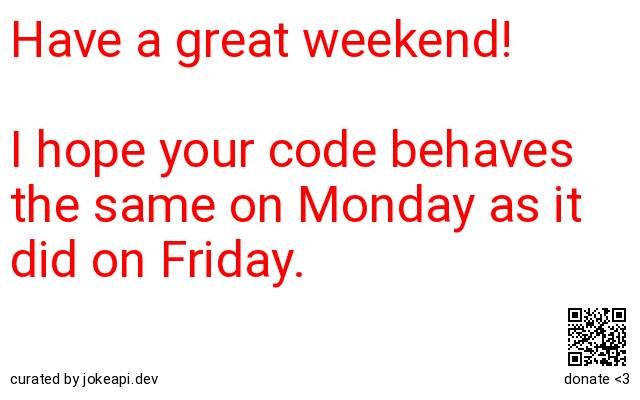 Have a great weekend!
I hope your code behaves
the same on Monday as it
did on Friday.
curated by jokeapi.dev
donate <3